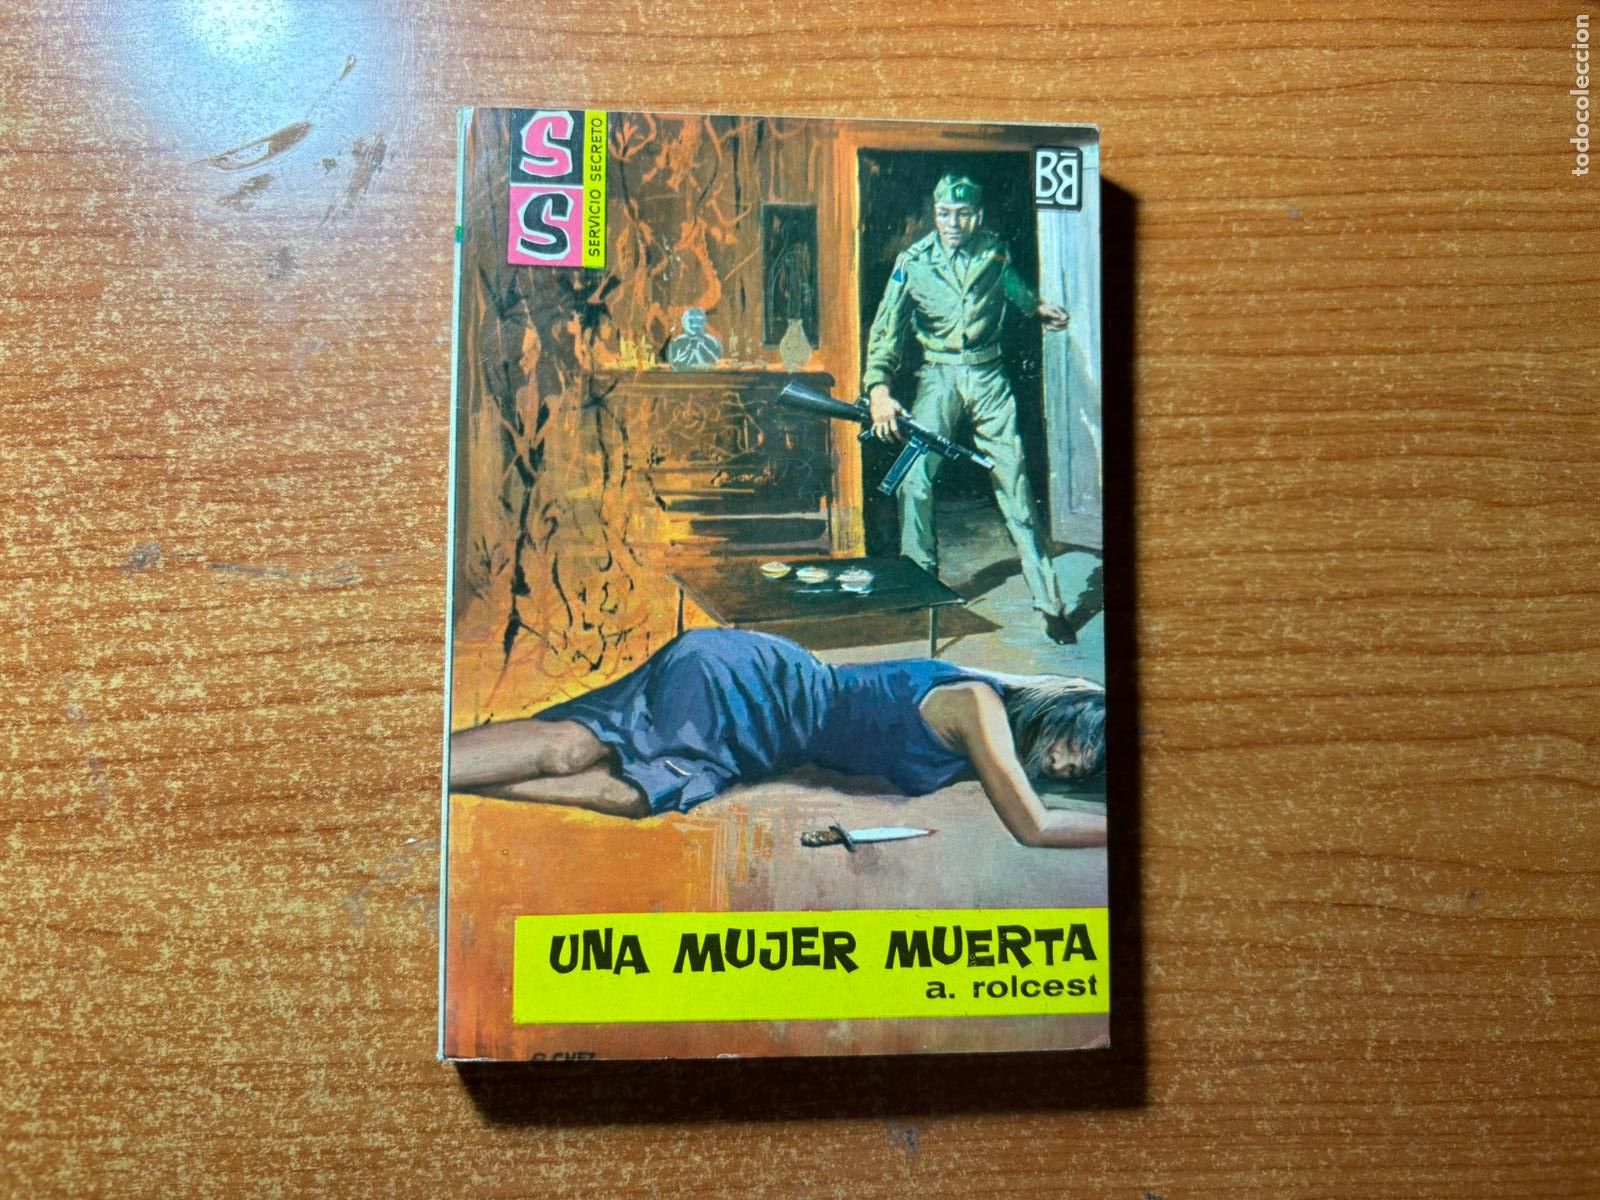 S
S
SERVICIO SECRETO
BB
UNA MUJER MUERTA
a. rolcest
todocoleccion